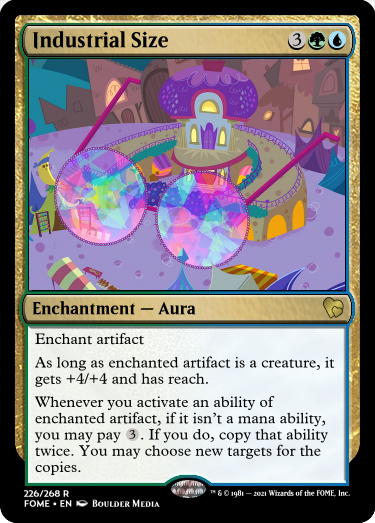 Industrial Size 3
Enchantment — Aura
Enchant artifact
As long as enchanted artifact is a creature, it
gets +4/+4 and has reach.
Whenever you activate an ability of
enchanted artifact, if it isn't a mana ability,
you may pay 3. If you do, copy that ability
twice. You may choose new targets for the
copies.
226/268 R
™ & © 1981 — 2021 Wizards of the FOME, Inc.
FOME • EN Boulder Media